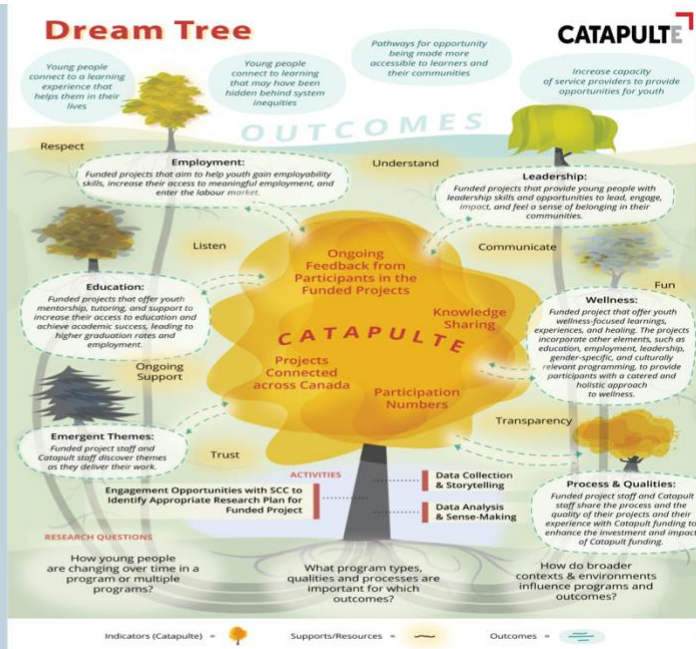 Dream Tree
CATAPULTE
Young people
connect to a learning
experience that
helps them in their
lives
Young people
connect to learning
that may have been
hidden behind system
inequities
Pathways for opportunity
being made more
accessible to learners and
their communities
Increase capacity
of service providers to provide
opportunities for youth
OUTCOMES
Respect
Employment:
Funded projects that aim to help youth gain employability
skills, increase their access to meaningful employment, and
enter the labour market.
Understand
Leadership:
Funded projects that provide young people with
leadership skills and opportunities to lead, engage,
impact, and feel a sense of belonging in their
communities.
Listen
Communicate
Fun
Ongoing
Feedback from
Participants in the
Funded Projects
Knowledge
Sharing
CATAPULTE
Projects
Connected
across Canada
Participation
Numbers
Education:
Funded projects that offer youth
mentorship, tutoring, and support to
increase their access to education and
achieve academic success, leading to
higher graduation rates and
employment.
Wellness:
Funded project that offer youth
wellness-focused learnings,
experiences, and healing. The projects
incorporate other elements, such as
education, employment, leadership,
gender-specific, and culturally
relevant programming, to provide
participants with a catered and
holistic approach
to wellness.
Ongoing
Support
Transparency
Emergent Themes:
Funded project staff and
Catapult staff discover themes
as they deliver their work.
Trust
Process & Qualities:
Funded project staff and Catapult
staff share the process and the
quality of their projects and their
experience with Catapult funding to
enhance the investment and impact
of Catapult funding.
ACTIVITIES
Engagement Opportunities with SCC to
Identify Appropriate Research Plan for
Funded Project
Data Collection
& Storytelling
Data Analysis
& Sense-Making
RESEARCH QUESTIONS
How young people
are changing over time in a
program or multiple
programs?
What program types,
qualities and processes are
important for which
outcomes?
How do broader
contexts & environments
influence programs and
outcomes?
Indicators (Catapulte) =
Supports/Resources =
Outcomes =